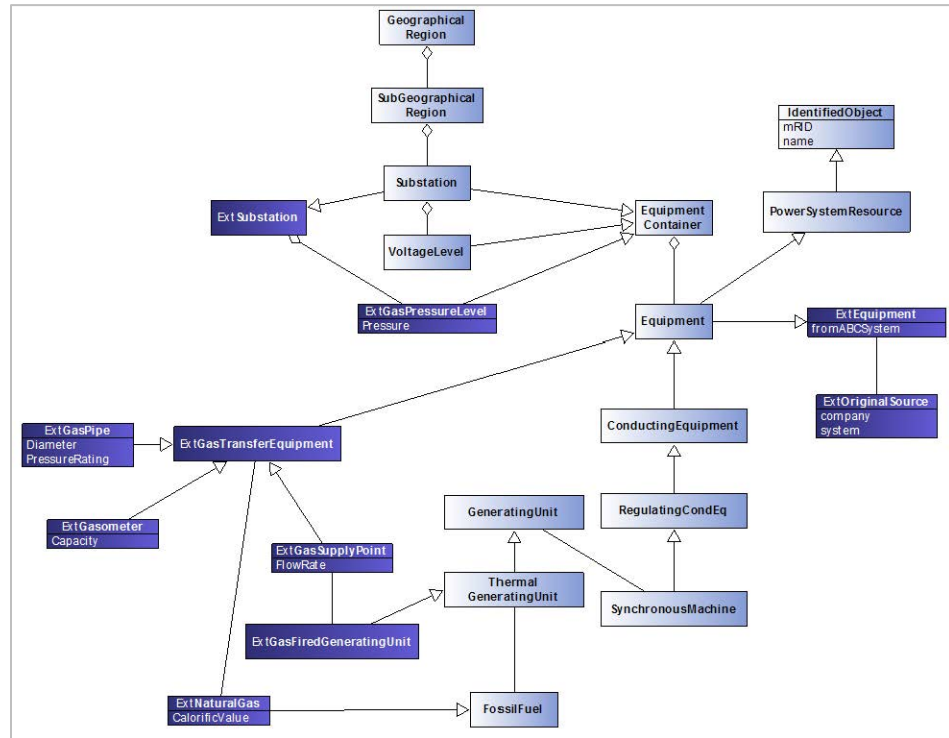 Geographical
Region
SubGeographical
Region
IdentifiedObject
mRID
name
Substation
ExtSubstation
Equipment
Container
PowerSystemResource
VoltageLevel
ExtGasPressureLevel
Pressure
Equipment
ExtEquipment
fromABCSystem
ExtOriginalSource
company
system
ExtGasPipe
Diameter
PressureRating
ExtGasTransferEquipment
ConductingEquipment
GeneratingUnit
RegulatingCondEq
ExtGasometer
Capacity
ExtGasSupplyPoint
FlowRate
Thermal
GeneratingUnit
SynchronousMachine
ExtGasFiredGeneratingUnit
ExtNaturalGas
CalorificValue
FossilFuel